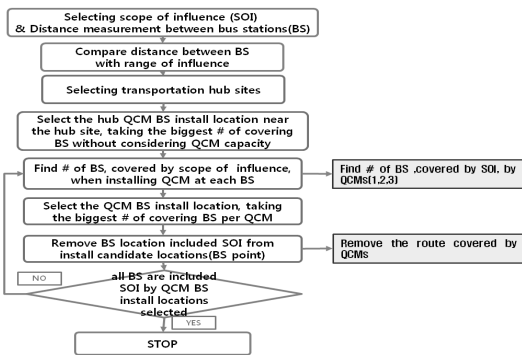 Selecting scope of influence (SOI)
& Distance measurement between bus stations(BS)
Compare distance between BS
with range of influence
Selecting transportation hub sites
Select the hub QCM BS install location near
the hub site, taking the biggest # of covering
BS without considering QCM capacity
Find # of BS, covered by scope of influence,
when installing QCM at each BS
Find # of BS ,covered by SOI, by
QCMs(1,2,3)
Select the QCM BS install location, taking
the biggest # of covering BS per QCM
Remove BS location included SOI from
install candidate locations(BS point)
Remove the route covered by
QCMs
all BS are included
SOI by QCM BS
install locations
selected
NO
YES
STOP